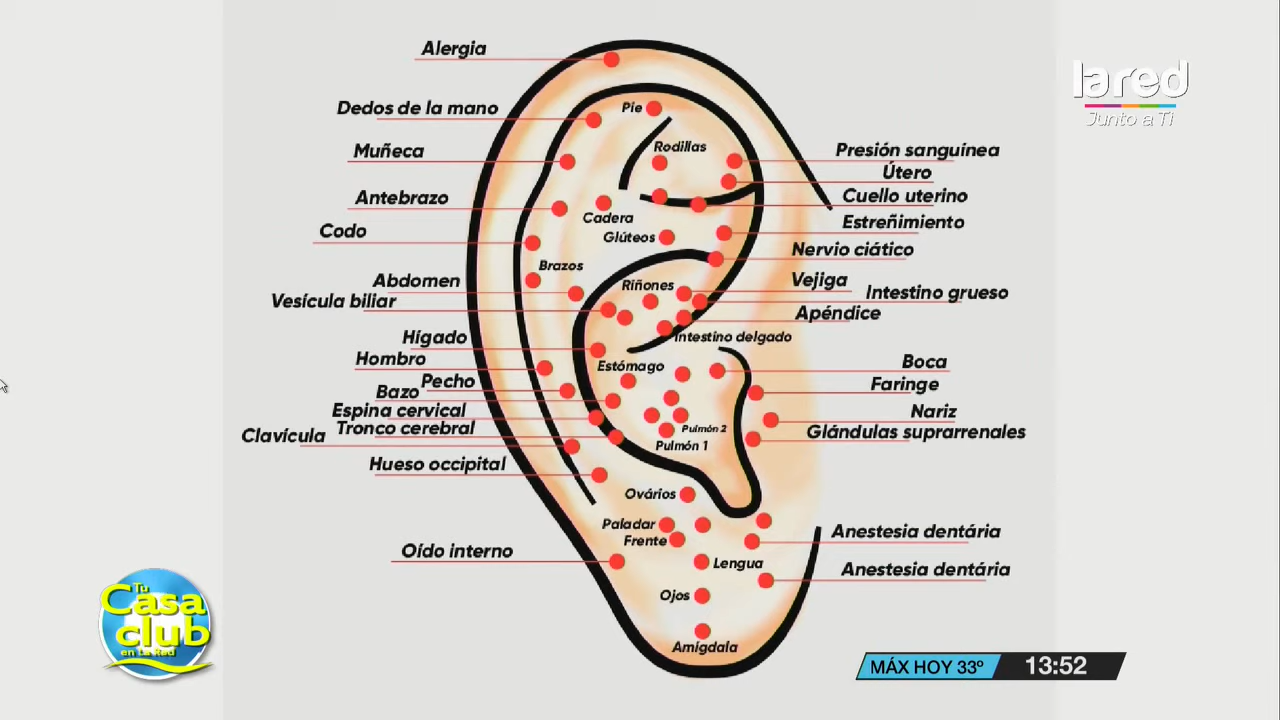 Alergia
Dedos de la mano
Muñeca
Antebrazo
Codo
Abdomen
Vesícula biliar
Hígado
Hombro
Pecho
Bazo
Espina cervical
Tronco cerebral
Clavícula
Hueso occipital
Oído interno
Pie
Rodillas
Cadera
Glúteos
Brazos
Riñones
Intestino delgado
Estómago
Pulmón 2
Pulmón 1
Ovários
Paladar
Frente
Lengua
Ojos
Amígdala
Presión sanguínea
Útero
Cuello uterino
Estreñimiento
Nervio ciático
Vejiga
Intestino grueso
Apéndice
Boca
Faringe
Nariz
Glándulas suprarrenales
Anestesia dentária
Anestesia dentária
lared
Junto a Ti
Tu
Casa
club
en La Red
MÁX HOY 33º
13:52